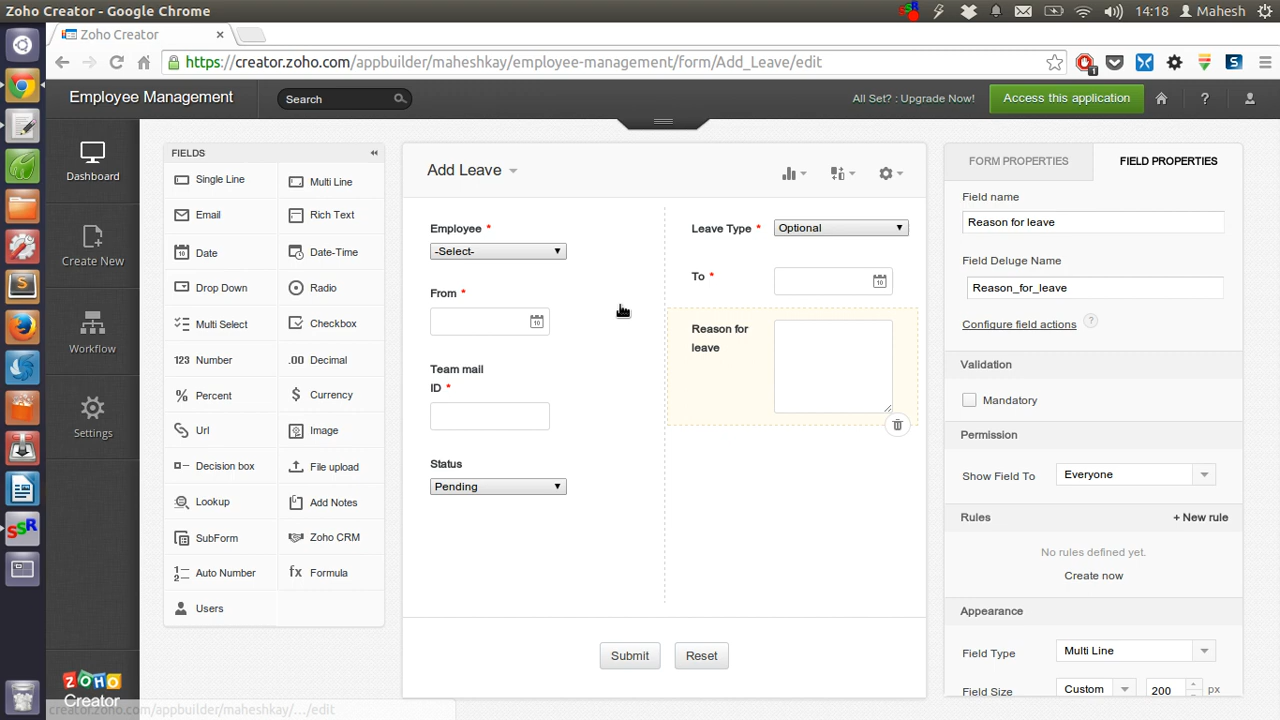 Zoho Creator - Google Chrome
14:18 Mahesh
Zoho Creator
https://creator.zoho.com/appbuilder/maheshkay/employee-management/form/Add_Leave/edit
Employee Management
Search
All Set? : Upgrade Now!
Access this application
?
Dashboard
Create New
Workflow
Settings
ZOHO
Creator
FIELDS
Single Line
Multi Line
Email
Rich Text
Date
Date-Time
Drop Down
Radio
Multi Select
Checkbox
123 Number
.00 Decimal
% Percent
$ Currency
Url
Image
Decision box
File upload
Lookup
Add Notes
SubForm
Zoho CRM
Auto Number
fx Formula
Users
Add Leave
Employee *
-Select-
From *
10
Team mail
ID *
Status
Pending
Leave Type *
Optional
To *
10
Reason for
leave
Submit
Reset
FORM PROPERTIES
FIELD PROPERTIES
Field name
Reason for leave
Field Deluge Name
Reason_for_leave
Configure field actions ?
Validation
Mandatory
Permission
Show Field To Everyone
Rules + New rule
No rules defined yet.
Create now
Appearance
Field Type Multi Line
Field Size Custom 200 px
creator.zoho.com/appbuilder/maheshkay/.../edit